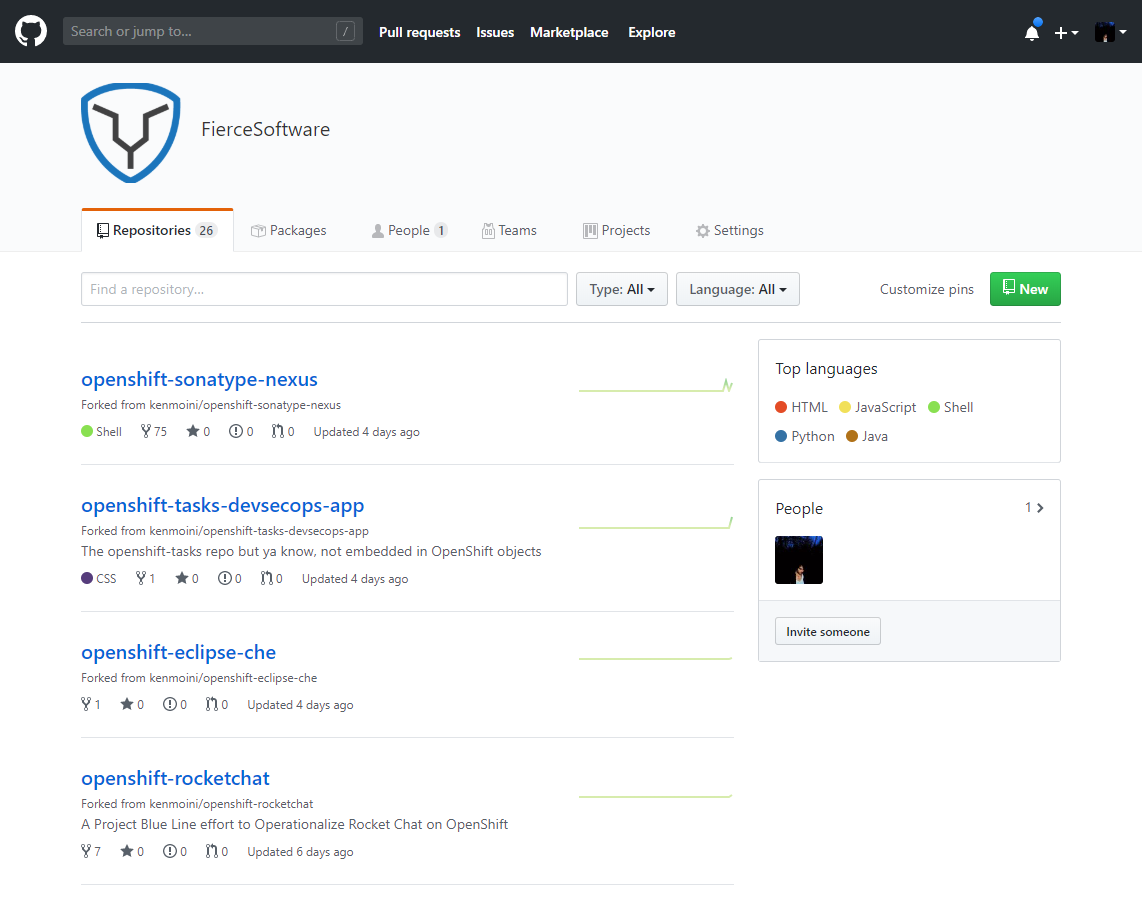 Search or jump to... /
Pull requests Issues Marketplace Explore
FierceSoftware
Repositories 26 Packages People 1 Teams Projects Settings
Find a repository... Type: All Language: All Customize pins New
openshift-sonatype-nexus
Forked from kenmoini/openshift-sonatype-nexus
Shell 75 0 0 0 Updated 4 days ago
openshift-tasks-devsecops-app
Forked from kenmoini/openshift-tasks-devsecops-app
The openshift-tasks repo but ya know, not embedded in OpenShift objects
CSS 1 0 0 0 Updated 4 days ago
openshift-eclipse-che
Forked from kenmoini/openshift-eclipse-che
1 0 0 0 Updated 4 days ago
openshift-rocketchat
Forked from kenmoini/openshift-rocketchat
A Project Blue Line effort to Operationalize Rocket Chat on OpenShift
7 0 0 0 Updated 6 days ago
Top languages
HTML JavaScript Shell
Python Java
People 1
Invite someone